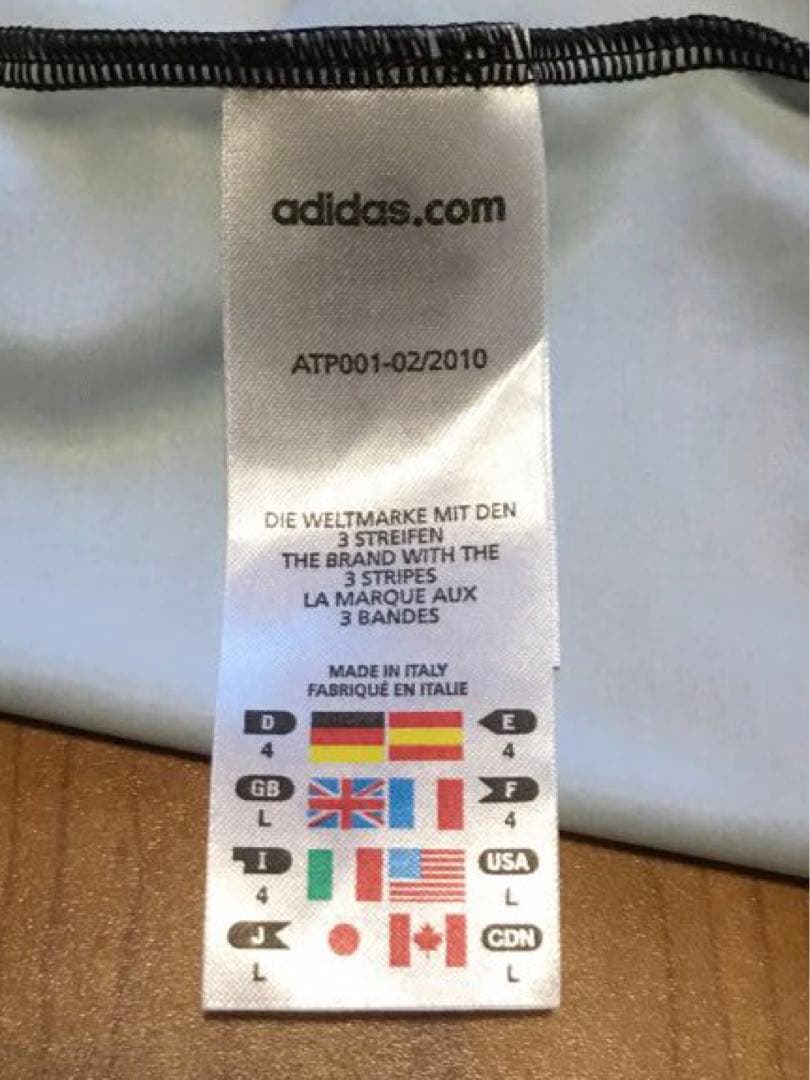 adidas.com
ATP001-02/2010
DIE WELTMARKE MIT DEN
3 STREIFEN
THE BRAND WITH THE
3 STRIPES
LA MARQUE AUX
3 BANDES
MADE IN ITALY
FABRIQUÉ EN ITALIE
D E
4 4
GB F
L 4
I USA
4 L
J CDN
L L